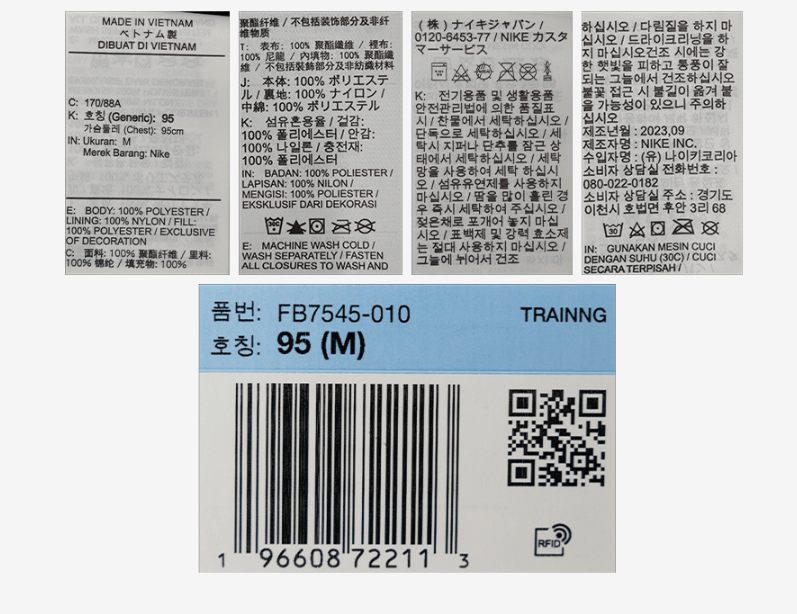 MADE IN VIETNAM
ベトナム製
DIBUAT DI VIETNAM
C: 170/88A
K: 호칭 (Generic): 95
가슴둘레 (Chest): 95cm
IN: Ukuran: M
Merek Barang: Nike
E: BODY: 100% POLYESTER /
LINING: 100% NYLON / FILL:
100% POLYESTER / EXCLUSIVE
OF DECORATION
C: 面料: 100% 聚酯纤维 / 里料:
100% 锦纶 / 填充物: 100%
聚酯纤维 / 不包括装饰部分及非纤
维物质
T: 表布: 100% 聚酯纖維 / 裡布:
100% 尼龍 / 內填物: 100% 聚酯纖
維 / 不包括裝飾部分及非紡織材料
J: 本体: 100% ポリエステ
ル / 裏地: 100% ナイロン /
中綿: 100% ポリエステル
K: 섬유혼용율 / 겉감:
100% 폴리에스터 / 안감:
100% 나일론 / 충전재:
100% 폴리에스터
IN: BADAN: 100% POLIESTER /
LAPISAN: 100% NILON /
MENGISI: 100% POLIESTER /
EKSKLUSIF DARI DEKORASI
E: MACHINE WASH COLD /
WASH SEPARATELY / FASTEN
ALL CLOSURES TO WASH AND
(株) ナイキジャパン /
0120-6453-77 / NIKE カスタ
マーサービス
K: 전기용품 및 생활용품
안전관리법에 의한 품질표
시 / 찬물에서 세탁하십시오 /
단독으로 세탁하십시오 / 세
탁시 지퍼나 단추를 잠근 상
태에서 세탁하십시오 / 세탁
망을 사용하여 세탁 하십시
오 / 섬유유연제를 사용하지
마십시오 / 땀을 많이 흘린 경
우 즉시 세탁하여 주십시오 /
젖은채로 포개어 놓지 마십
시오 / 표백제 및 강력 효소제
는 절대 사용하지 마십시오 /
그늘에 뉘어서 건조
하십시오 / 다림질을 하지 마
십시오 / 드라이크리닝을 하
지 마십시오건조 시에는 강
한 햇빛을 피하고 통풍이 잘
되는 그늘에서 건조하십시오
불꽃 접근 시 불길이 옮겨 붙
을 가능성이 있으니 주의하
십시오
제조년월 : 2023,09
제조자명 : NIKE INC.
수입자명 : (유) 나이키코리아
소비자 상담실 전화번호 :
080-022-0182
소비자 상담실 주소 : 경기도
이천시 호법면 후안 3리 68
IN: GUNAKAN MESIN CUCI
DENGAN SUHU (30C) / CUCI
SECARA TERPISAH /
품번: FB7545-010 TRAINNG
호칭: 95 (M)
1 96608 72211 3
RFID